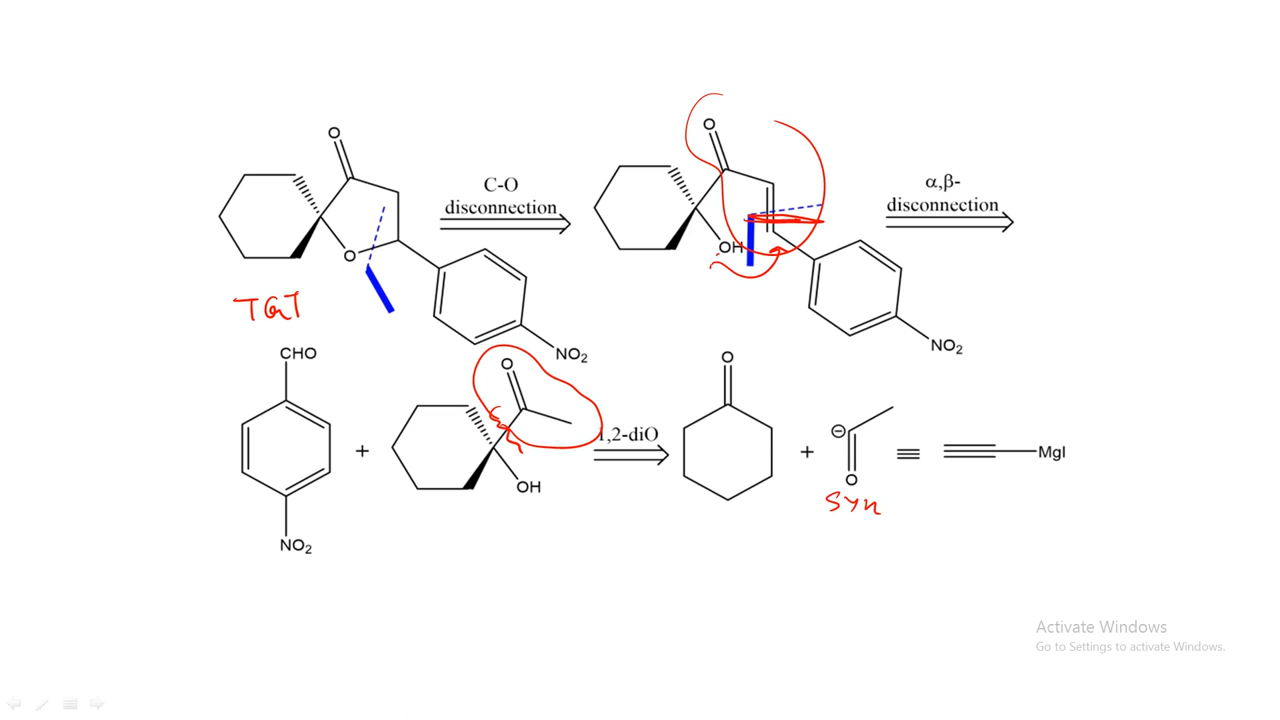 O
O
C-O
disconnection
O
OH
α,β-
disconnection
TGT
NO2
NO2
CHO
NO2
+
O
OH
1,2-diO
O
+
⊖
O
≡
MgI
Syn
Activate Windows
Go to Settings to activate Windows.